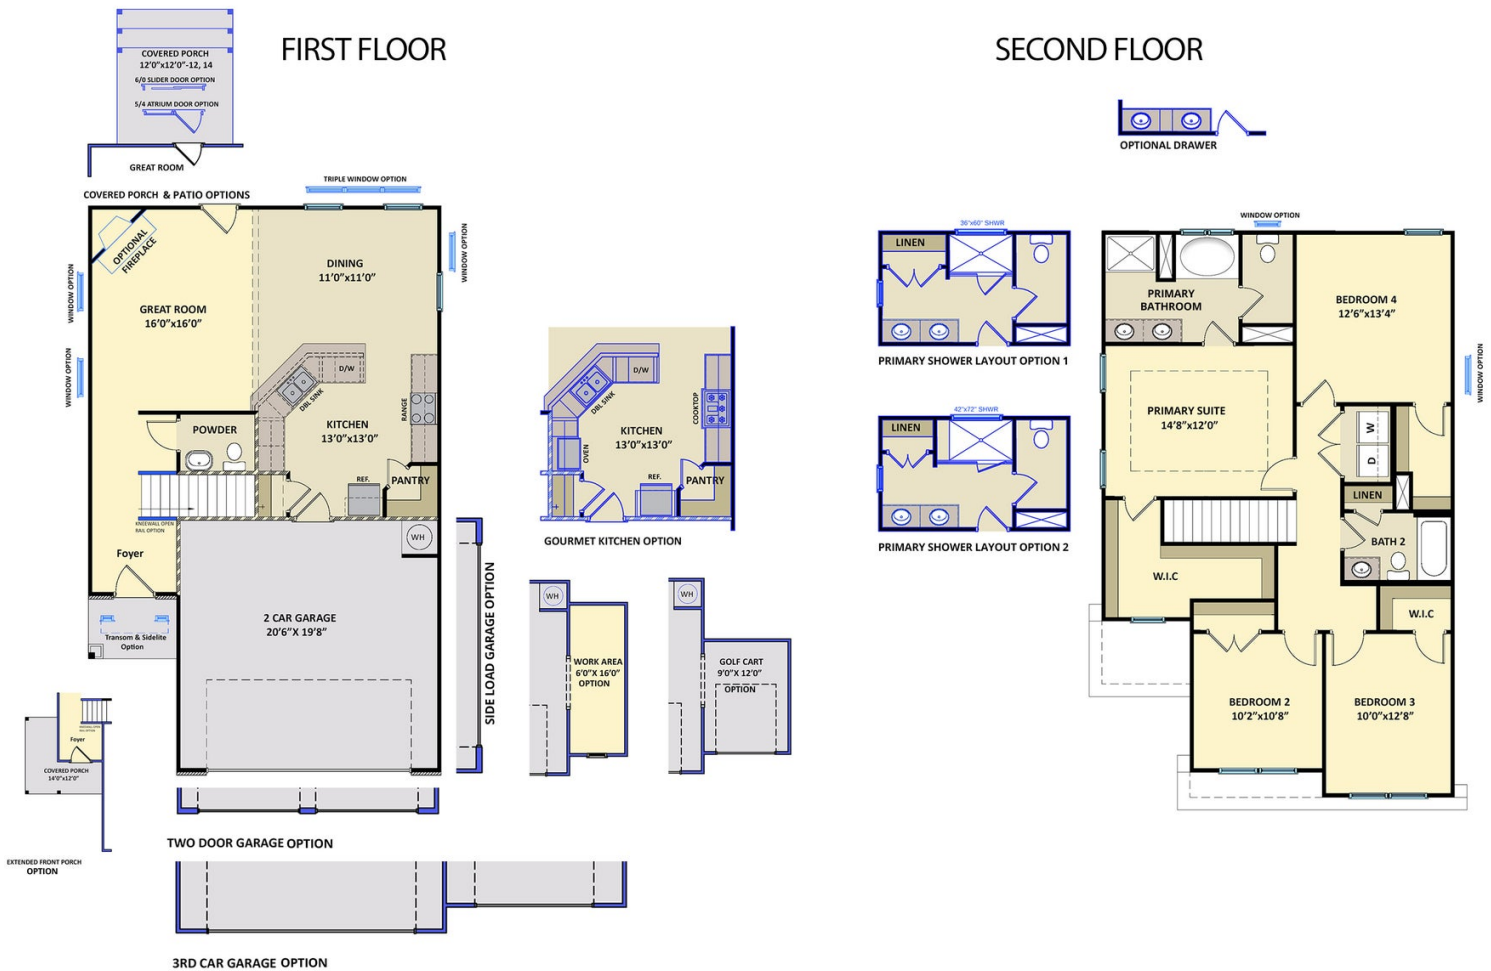 FIRST FLOOR
COVERED PORCH
12'0"x12'0"-12, 14
6/0 SLIDER DOOR OPTION
5/4 ATRIUM DOOR OPTION
GREAT ROOM
COVERED PORCH & PATIO OPTIONS
TRIPLE WINDOW OPTION
OPTIONAL
FIREPLACE
WINDOW OPTION
WINDOW OPTION
WINDOW OPTION
DINING
11'0"x11'0"
GREAT ROOM
16'0"x16'0"
D/W
DBL SINK
RANGE
KITCHEN
13'0"x13'0"
POWDER
REF.
PANTRY
KNEEWALL OPEN
RAIL OPTION
Foyer
WH
2 CAR GARAGE
20'6"X 19'8"
Transom & Sidelite
Option
SIDE LOAD GARAGE OPTION
D/W
DBL SINK
COOKTOP
KITCHEN
13'0"x13'0"
OVEN
REF.
PANTRY
GOURMET KITCHEN OPTION
WH
WORK AREA
6'0"X 16'0"
OPTION
WH
GOLF CART
9'0"X 12'0"
OPTION
KNEEWALL OPEN
RAIL OPTION
Foyer
COVERED PORCH
14'0"x12'0"
EXTENDED FRONT PORCH
OPTION
TWO DOOR GARAGE OPTION
3RD CAR GARAGE OPTION
SECOND FLOOR
OPTIONAL DRAWER
36"x60" SHWR
LINEN
PRIMARY SHOWER LAYOUT OPTION 1
42"x72" SHWR
LINEN
PRIMARY SHOWER LAYOUT OPTION 2
WINDOW OPTION
PRIMARY
BATHROOM
BEDROOM 4
12'6"x13'4"
WINDOW OPTION
PRIMARY SUITE
14'8"x12'0"
W
D
LINEN
BATH 2
W.I.C
W.I.C
BEDROOM 2
10'2"x10'8"
BEDROOM 3
10'0"x12'8"